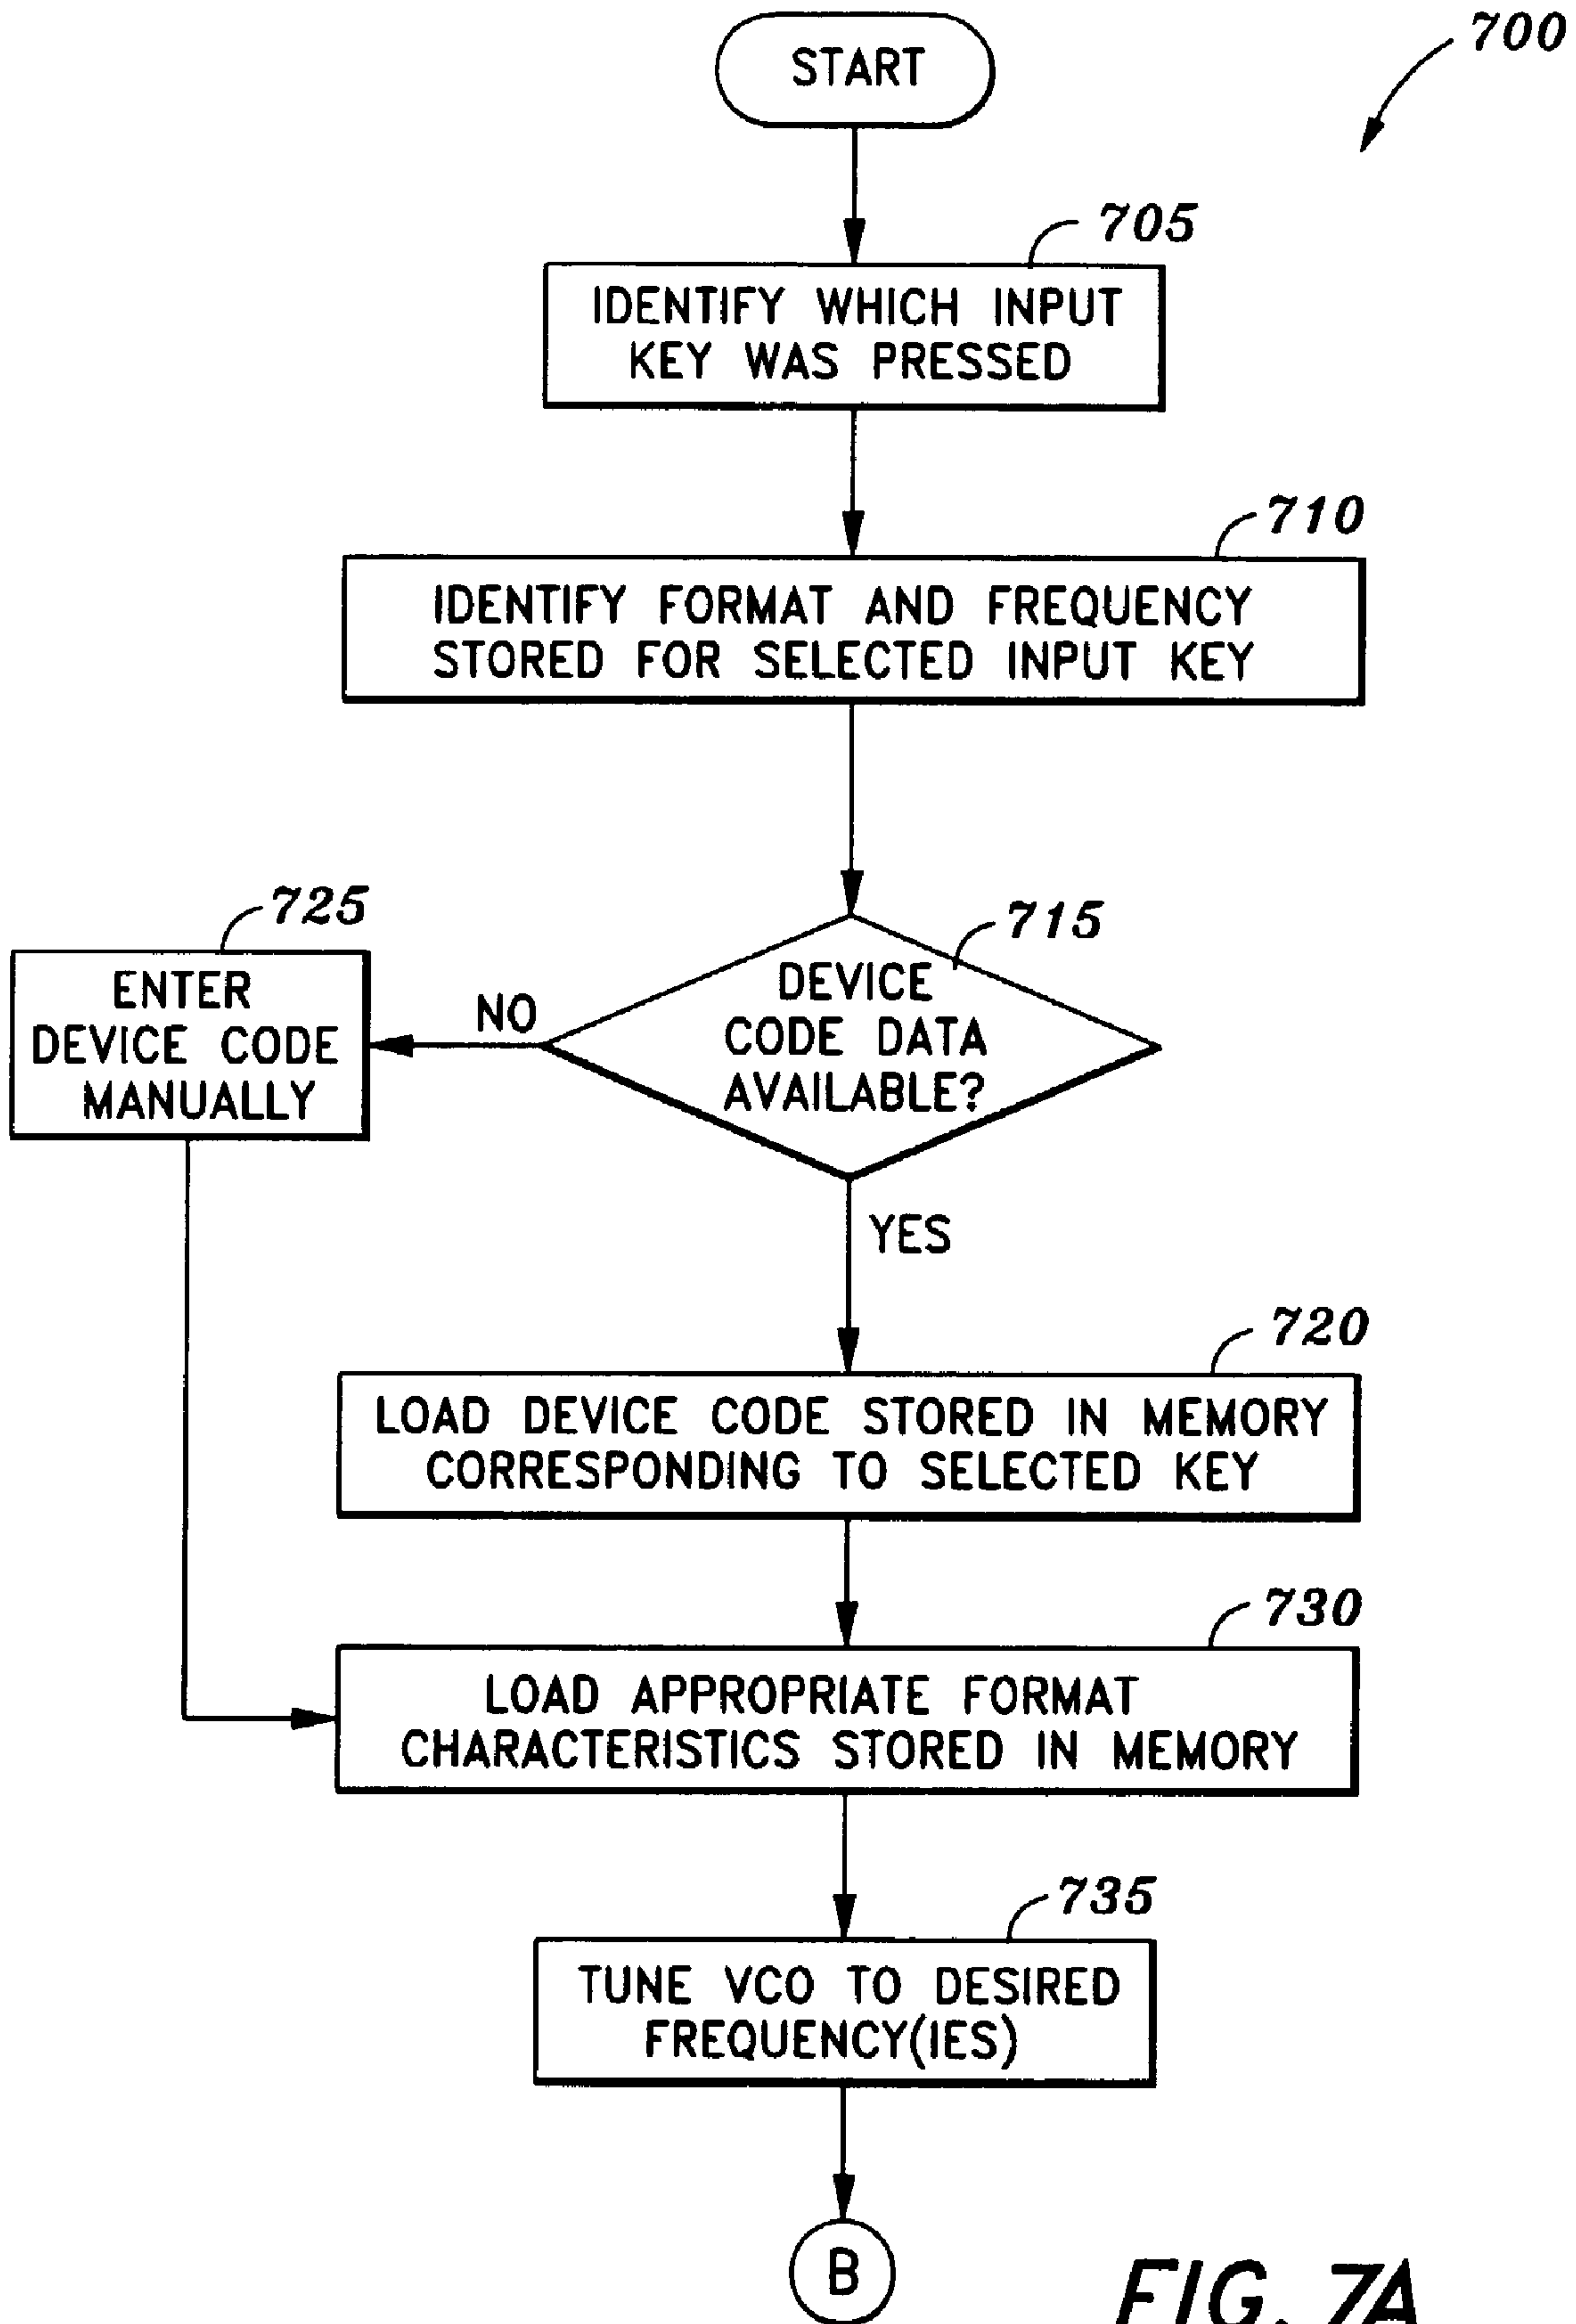 START
700
705
IDENTIFY WHICH INPUT
KEY WAS PRESSED
710
IDENTIFY FORMAT AND FREQUENCY
STORED FOR SELECTED INPUT KEY
725
715
ENTER
DEVICE CODE
MANUALLY
NO
DEVICE
CODE DATA
AVAILABLE?
YES
720
LOAD DEVICE CODE STORED IN MEMORY
CORRESPONDING TO SELECTED KEY
730
LOAD APPROPRIATE FORMAT
CHARACTERISTICS STORED IN MEMORY
735
TUNE VCO TO DESIRED
FREQUENCY(IES)
B
FIG. 7A